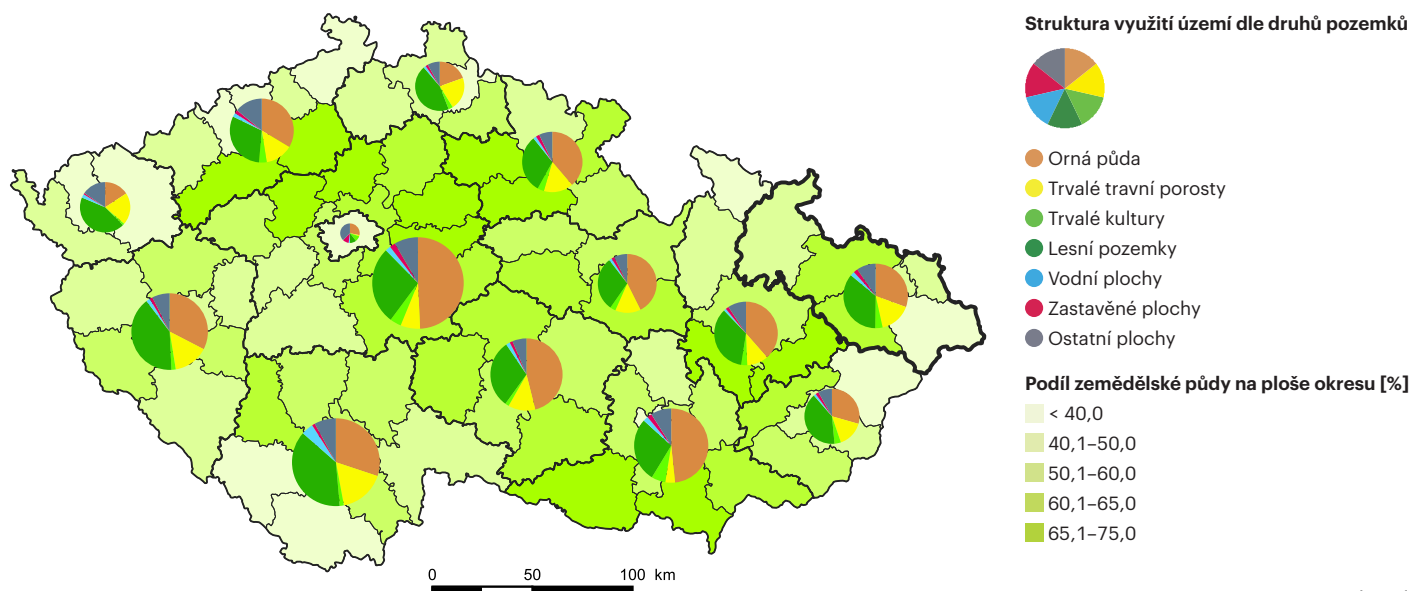 Struktura využití území dle druhů pozemků
Orná půda
Trvalé travní porosty
Trvalé kultury
Lesní pozemky
Vodní plochy
Zastavěné plochy
Ostatní plochy
Podíl zemědělské půdy na ploše okresu [%]
< 40,0
40,1–50,0
50,1–60,0
60,1–65,0
65,1–75,0
0 50 100 km